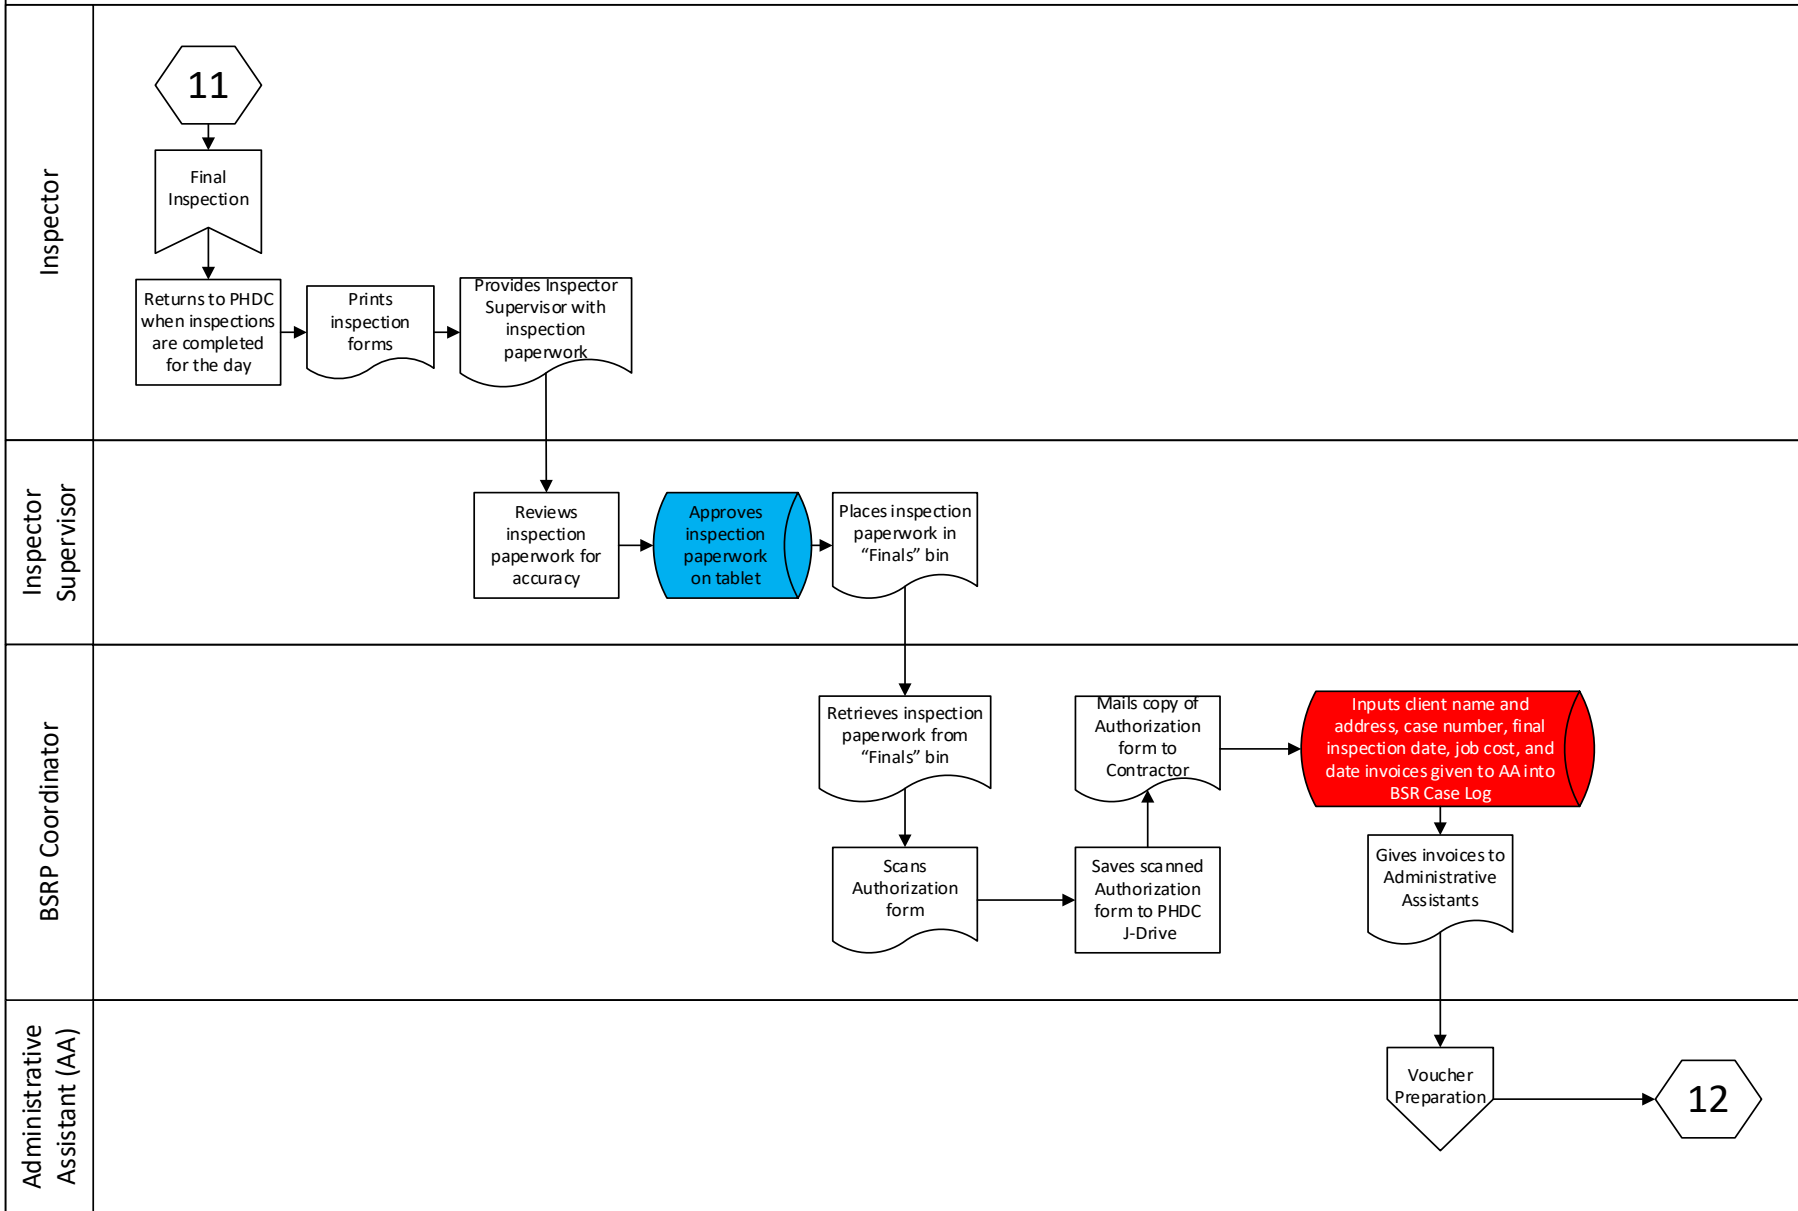 Inspector
11
Final
Inspection
Returns to PHDC
when inspections
are completed
for the day
Prints
inspection
forms
Provides Inspector
Supervisor with
inspection
paperwork
Inspector
Supervisor
Reviews
inspection
paperwork for
accuracy
Approves
inspection
paperwork
on tablet
Places inspection
paperwork in
“Finals” bin
BSRP Coordinator
Retrieves inspection
paperwork from
“Finals” bin
Scans
Authorization
form
Saves scanned
Authorization
form to PHDC
J-Drive
Mails copy of
Authorization
form to
Contractor
Inputs client name and
address, case number, final
inspection date, job cost, and
date invoices given to AA into
BSR Case Log
Gives invoices to
Administrative
Assistants
Administrative
Assistant (AA)
Voucher
Preparation
12